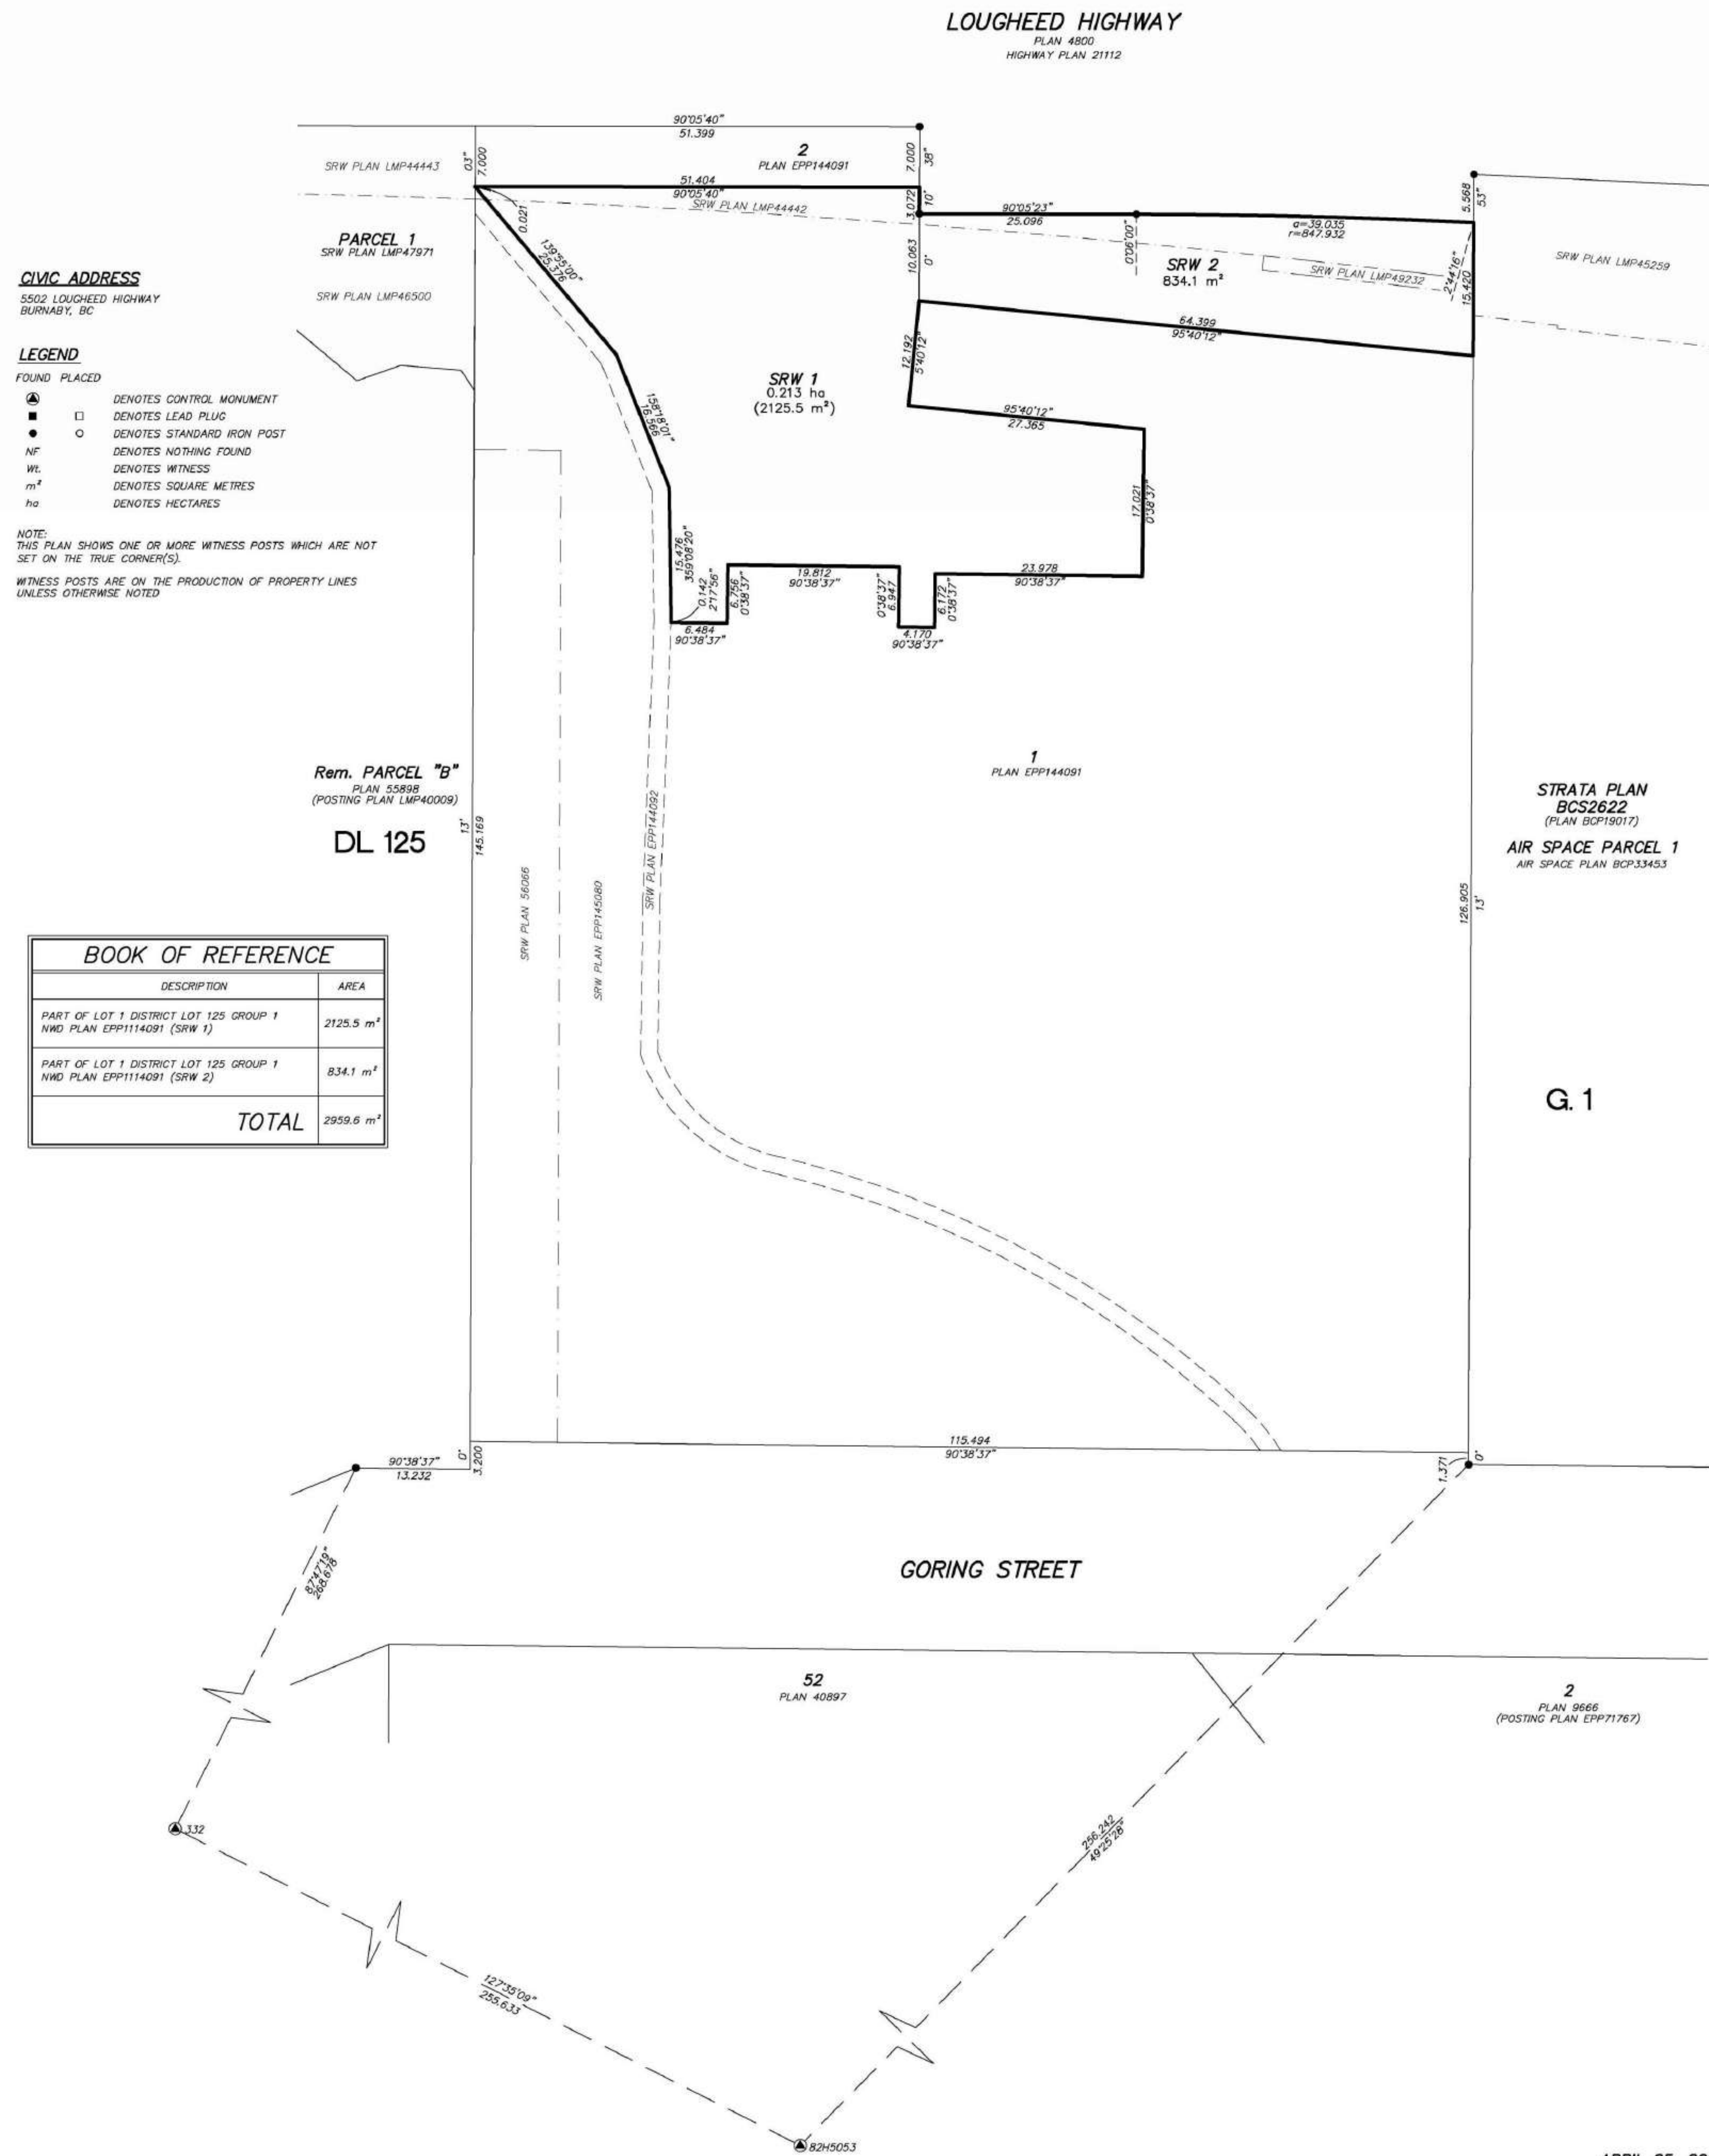 LOUGHEED HIGHWAY
PLAN 4800
HIGHWAY PLAN 21112
90°05'40"
51.399
SRW PLAN LMP44443
03"
7.000
2
PLAN EPP144091
7.000
38"
51.404
90°05'40"
SRW PLAN LMP44442
3.072
10'
0.021
90°05'23"
25.096
a=39.035
r=847.932
5.568
53"
PARCEL 1
SRW PLAN LMP47971
SRW PLAN LMP46500
139°55'00"
25.376
10.063
0°
0°06'00"
SRW 2
834.1 m²
SRW PLAN LMP49232
2°44'16"
15.420
SRW PLAN LMP45259
CIVIC ADDRESS
5502 LOUGHEED HIGHWAY
BURNABY, BC
LEGEND
FOUND PLACED
DENOTES CONTROL MONUMENT
DENOTES LEAD PLUG
DENOTES STANDARD IRON POST
NF DENOTES NOTHING FOUND
Wt. DENOTES WITNESS
m² DENOTES SQUARE METRES
ha DENOTES HECTARES
NOTE:
THIS PLAN SHOWS ONE OR MORE WITNESS POSTS WHICH ARE NOT
SET ON THE TRUE CORNER(S).
WITNESS POSTS ARE ON THE PRODUCTION OF PROPERTY LINES
UNLESS OTHERWISE NOTED
64.399
95°40'12"
12.192
5°40'12"
SRW 1
0.213 ha
(2125.5 m²)
158°18'01"
16.566
95°40'12"
27.365
17.021
0°38'37"
15.476
359°08'20"
0.142
2°17'56"
6.756
0°38'37"
19.812
90°38'37"
0°38'37"
6.947
6.172
0°38'37"
23.978
90°38'37"
6.484
90°38'37"
4.170
90°38'37"
1
PLAN EPP144091
Rem. PARCEL "B"
PLAN 55898
(POSTING PLAN LMP40009)
DL 125
13'
145.169
SRW PLAN 56066
SRW PLAN EPP145080
SRW PLAN EPP144092
126.905
13'
STRATA PLAN
BCS2622
(PLAN BCP19017)
AIR SPACE PARCEL 1
AIR SPACE PLAN BCP33453
G. 1
BOOK OF REFERENCE
DESCRIPTION AREA
PART OF LOT 1 DISTRICT LOT 125 GROUP 1
NWD PLAN EPP1114091 (SRW 1) 2125.5 m²
PART OF LOT 1 DISTRICT LOT 125 GROUP 1
NWD PLAN EPP1114091 (SRW 2) 834.1 m²
TOTAL 2959.6 m²
115.494
90°38'37"
90°38'37"
13.232
0°
3.200
1.371
0°
87°47'19"
268.678
GORING STREET
52
PLAN 40897
2
PLAN 9666
(POSTING PLAN EPP71767)
332
256.242
49°25'28"
127°35'09"
255.633
82H5053